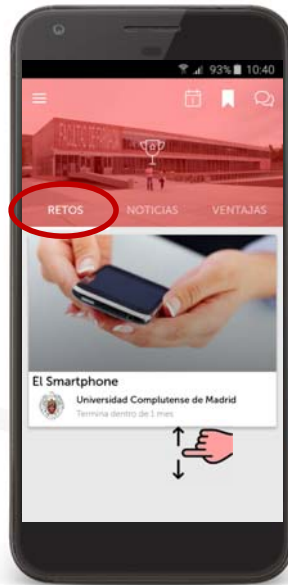 93% 10:40
RETOS NOTICIAS VENTAJAS
El Smartphone
Universidad Complutense de Madrid
Termina dentro de 1 mes